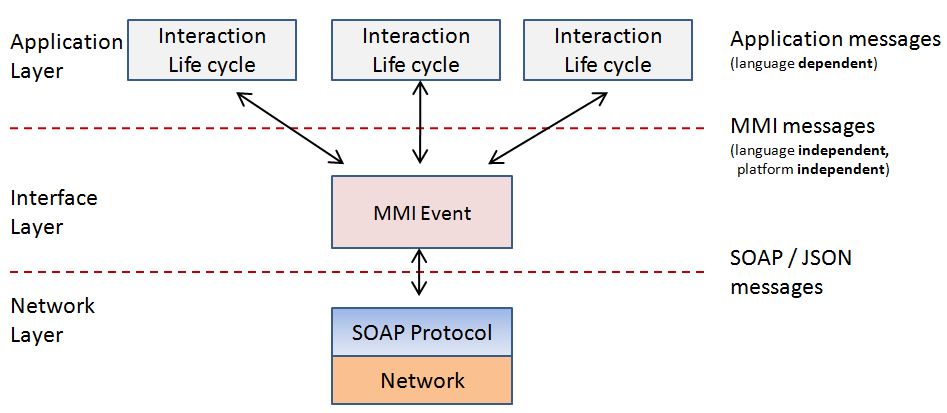 Application
Layer
Interaction
Life cycle
Interaction
Life cycle
Interaction
Life cycle
Application messages
(language dependent)
MMI messages
(language independent,
platform independent)
Interface
Layer
MMI Event
SOAP / JSON
messages
Network
Layer
SOAP Protocol
Network